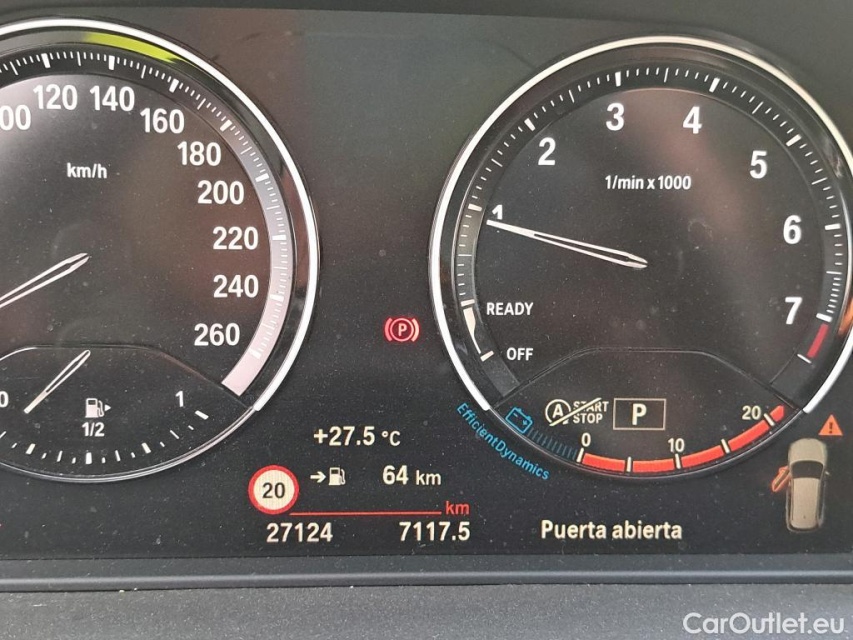 00 120 140 160 180 200 220 240 260
km/h
0 1/2 1
1 2 3 4 5 6 7
1/min x 1000
READY
OFF
P
+27.5 °C
20
64 km
km
27124 7117.5
A START
STOP
P
0 10 20
EfficientDynamics
Puerta abierta
CarOutlet.eu